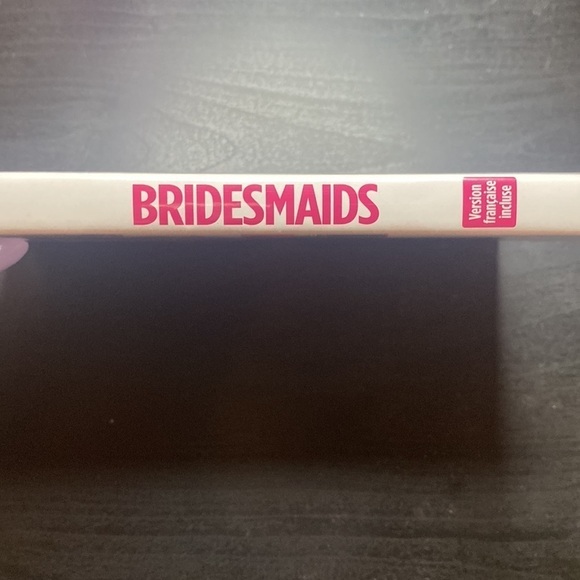 BRIDESMAIDS
Version
française
incluse